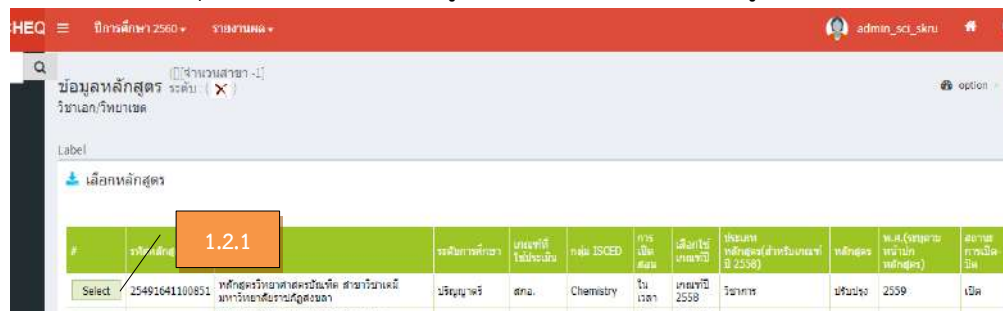 HEQ ปีการศึกษา 2560 รายงานผล admin_sci_skru
([][จำนวนสาขา -1]
ข้อมูลหลักสูตร ระดับ : ( X ) option
วิชาเอก/วิทยาเขต
Label
เลือกหลักสูตร
1.2.1
# รหัสหลักสู ระดับการศึกษา เกณฑ์ที่ใช้ประเมิน กลุ่ม ISCED การเปิดสอน เลือกใช้เกณฑ์ปี ประเภทหลักสูตร(สำหรับเกณฑ์ปี 2558) หลักสูตร พ.ศ.(ระบุตามหน้าปกหลักสูตร) สถานะการเปิดปิด
Select 25491641100851 หลักสูตรวิทยาศาสตรบัณฑิต สาขาวิชาเคมี มหาวิทยาลัยราชภัฏสงขลา ปริญญาตรี สกอ. Chemistry ในเวลา เกณฑ์ปี 2558 วิชาการ ปรับปรุง 2559 เปิด